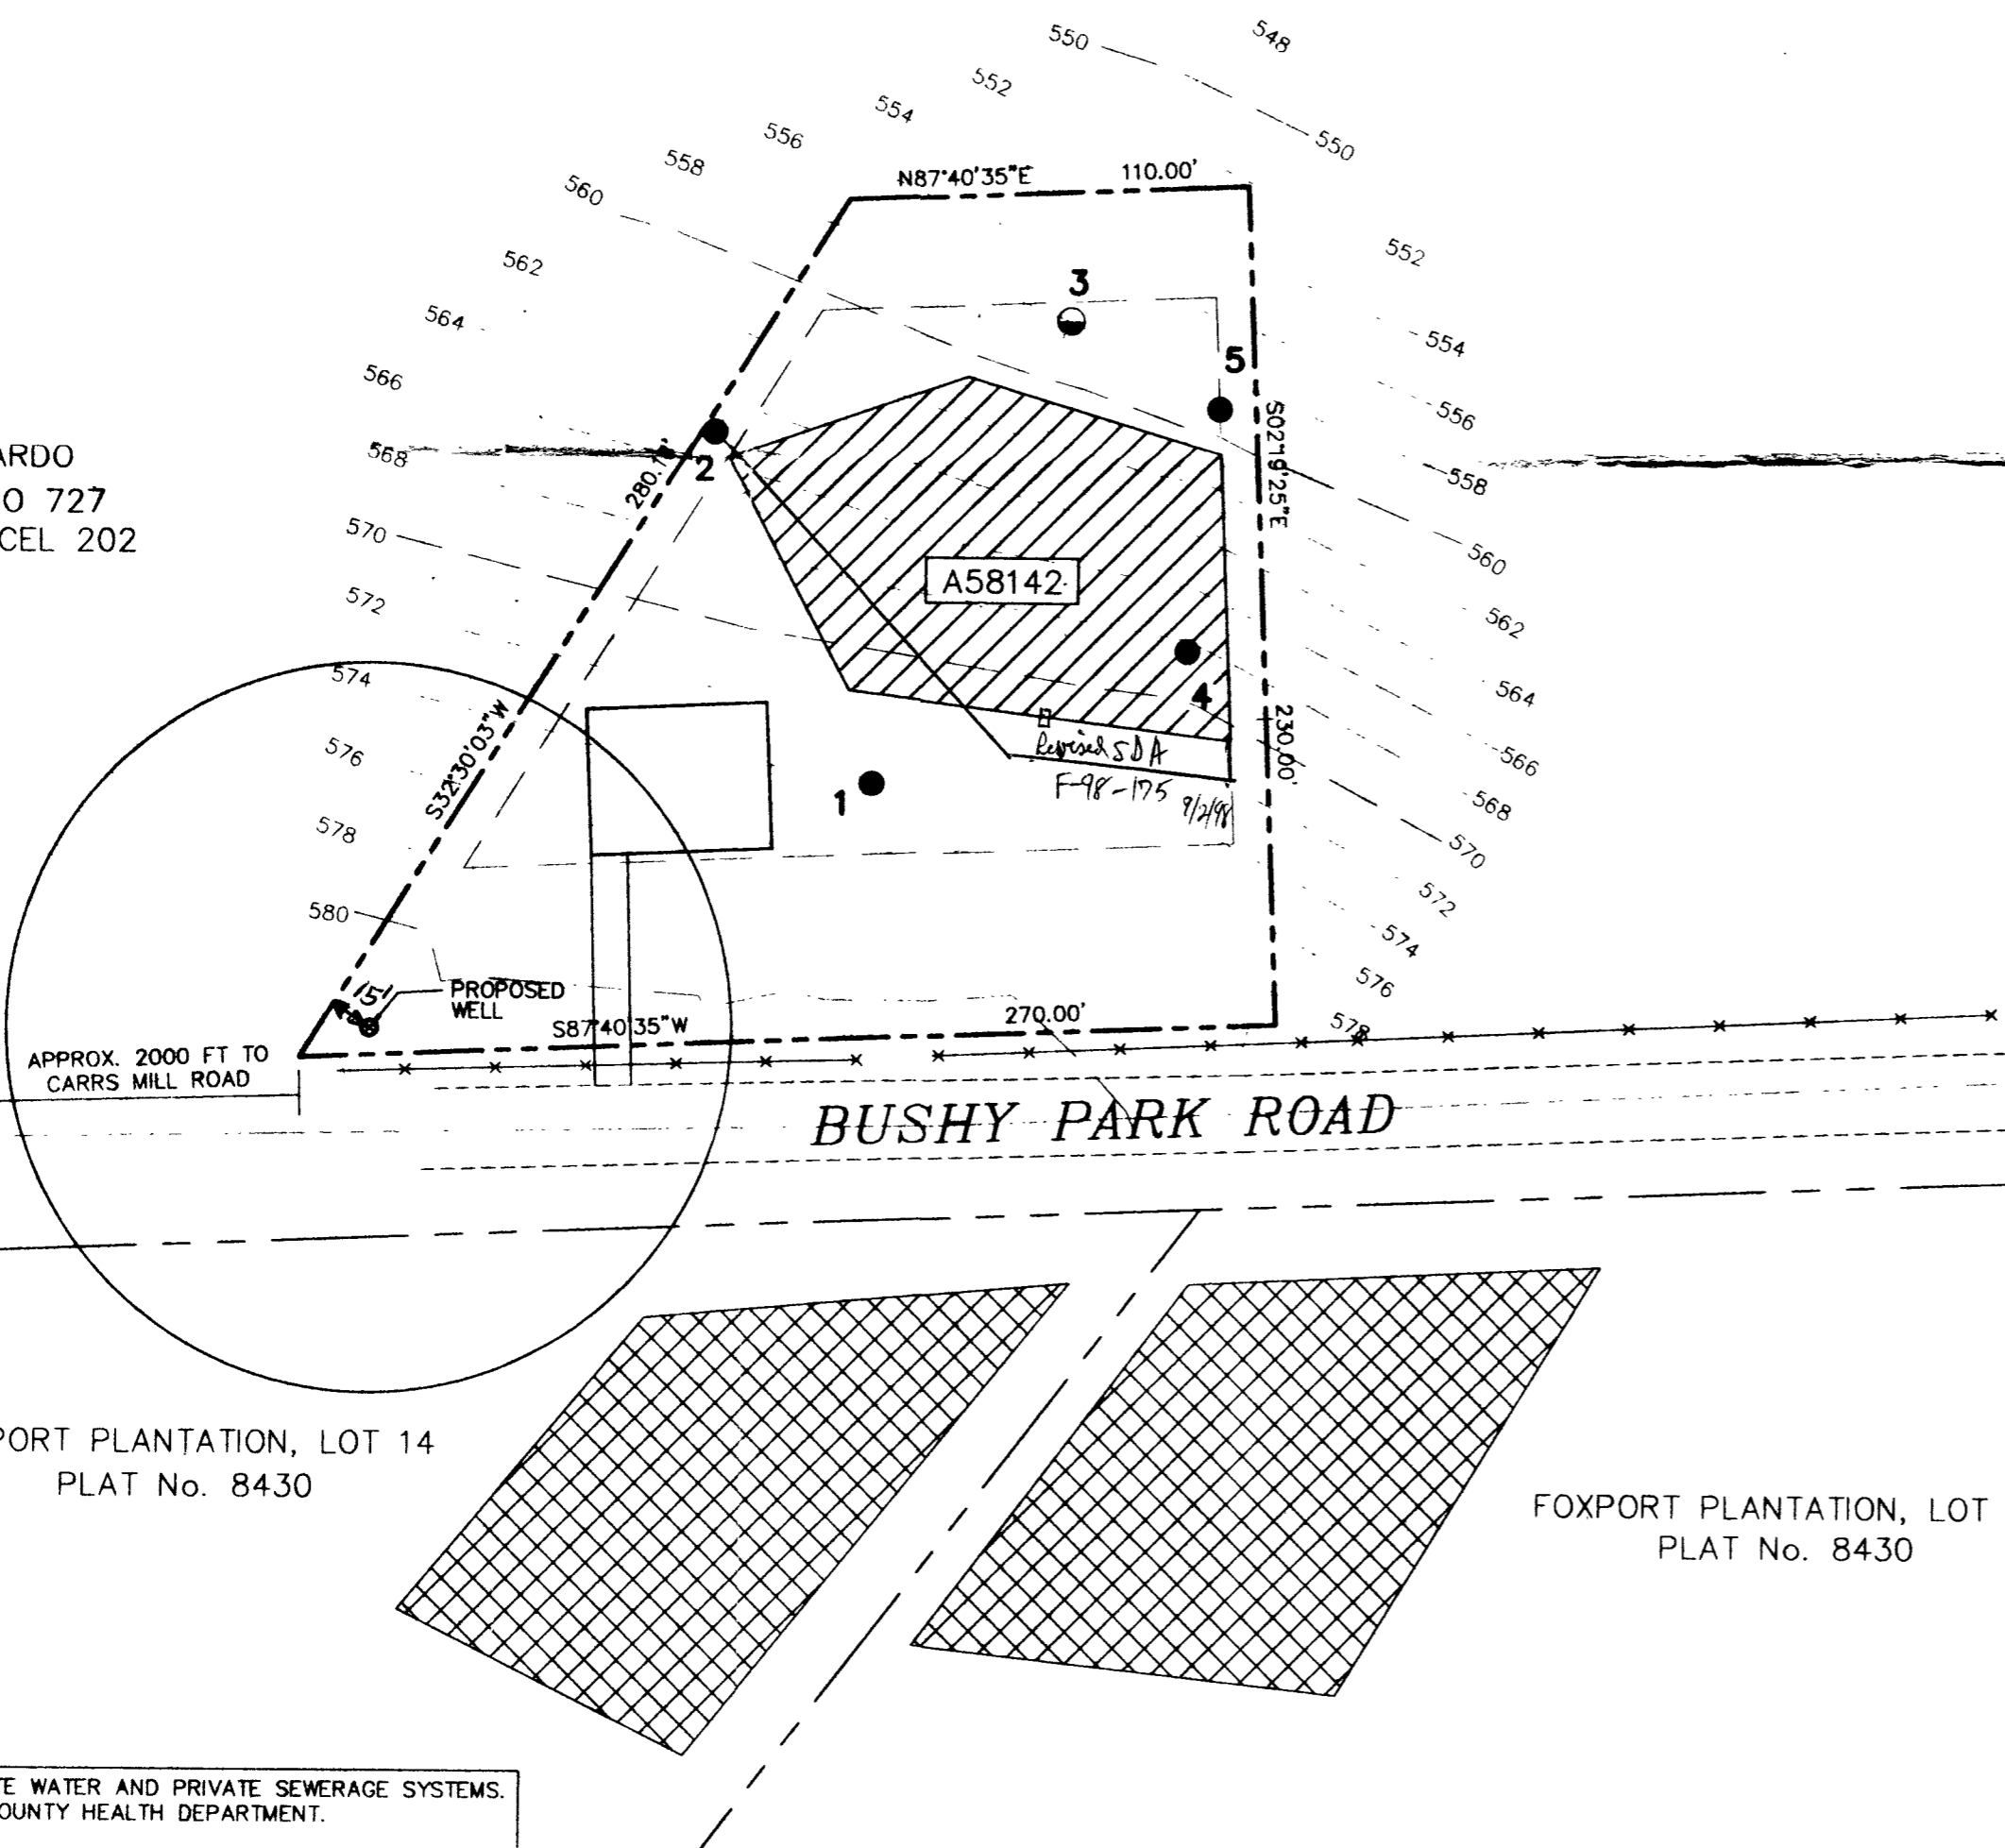 548
550
552
554
550
556
558
N87°40'35"E 110.00'
560
552
562
3
564
554
5
566
556
S02°19'25"E
ARDO
568
280.1
2
558
O 727
CEL 202
570
560
A58142
572
562
574
4
564
S32°30'03"W
230.00'
576
Revised SDA
566
F-98-175
9/2/98
1
578
568
570
572
580
574
15'
PROPOSED
WELL
576
S87°40'35"W
270.00'
578
APPROX. 2000 FT TO
CARRS MILL ROAD
BUSHY PARK ROAD
PORT PLANTATION, LOT 14
PLAT No. 8430
FOXPORT PLANTATION, LOT
PLAT No. 8430
TE WATER AND PRIVATE SEWERAGE SYSTEMS.
OUNTY HEALTH DEPARTMENT.